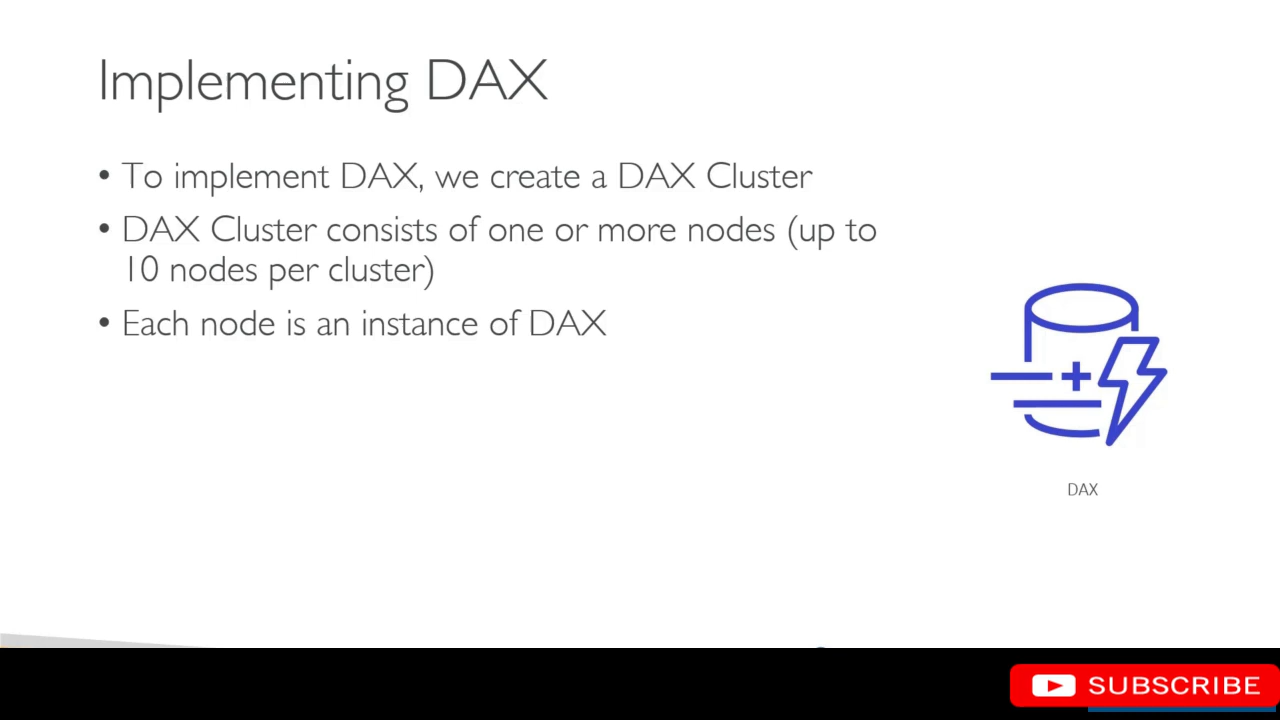 Implementing DAX
• To implement DAX, we create a DAX Cluster
• DAX Cluster consists of one or more nodes (up to
10 nodes per cluster)
• Each node is an instance of DAX
DAX
SUBSCRIBE